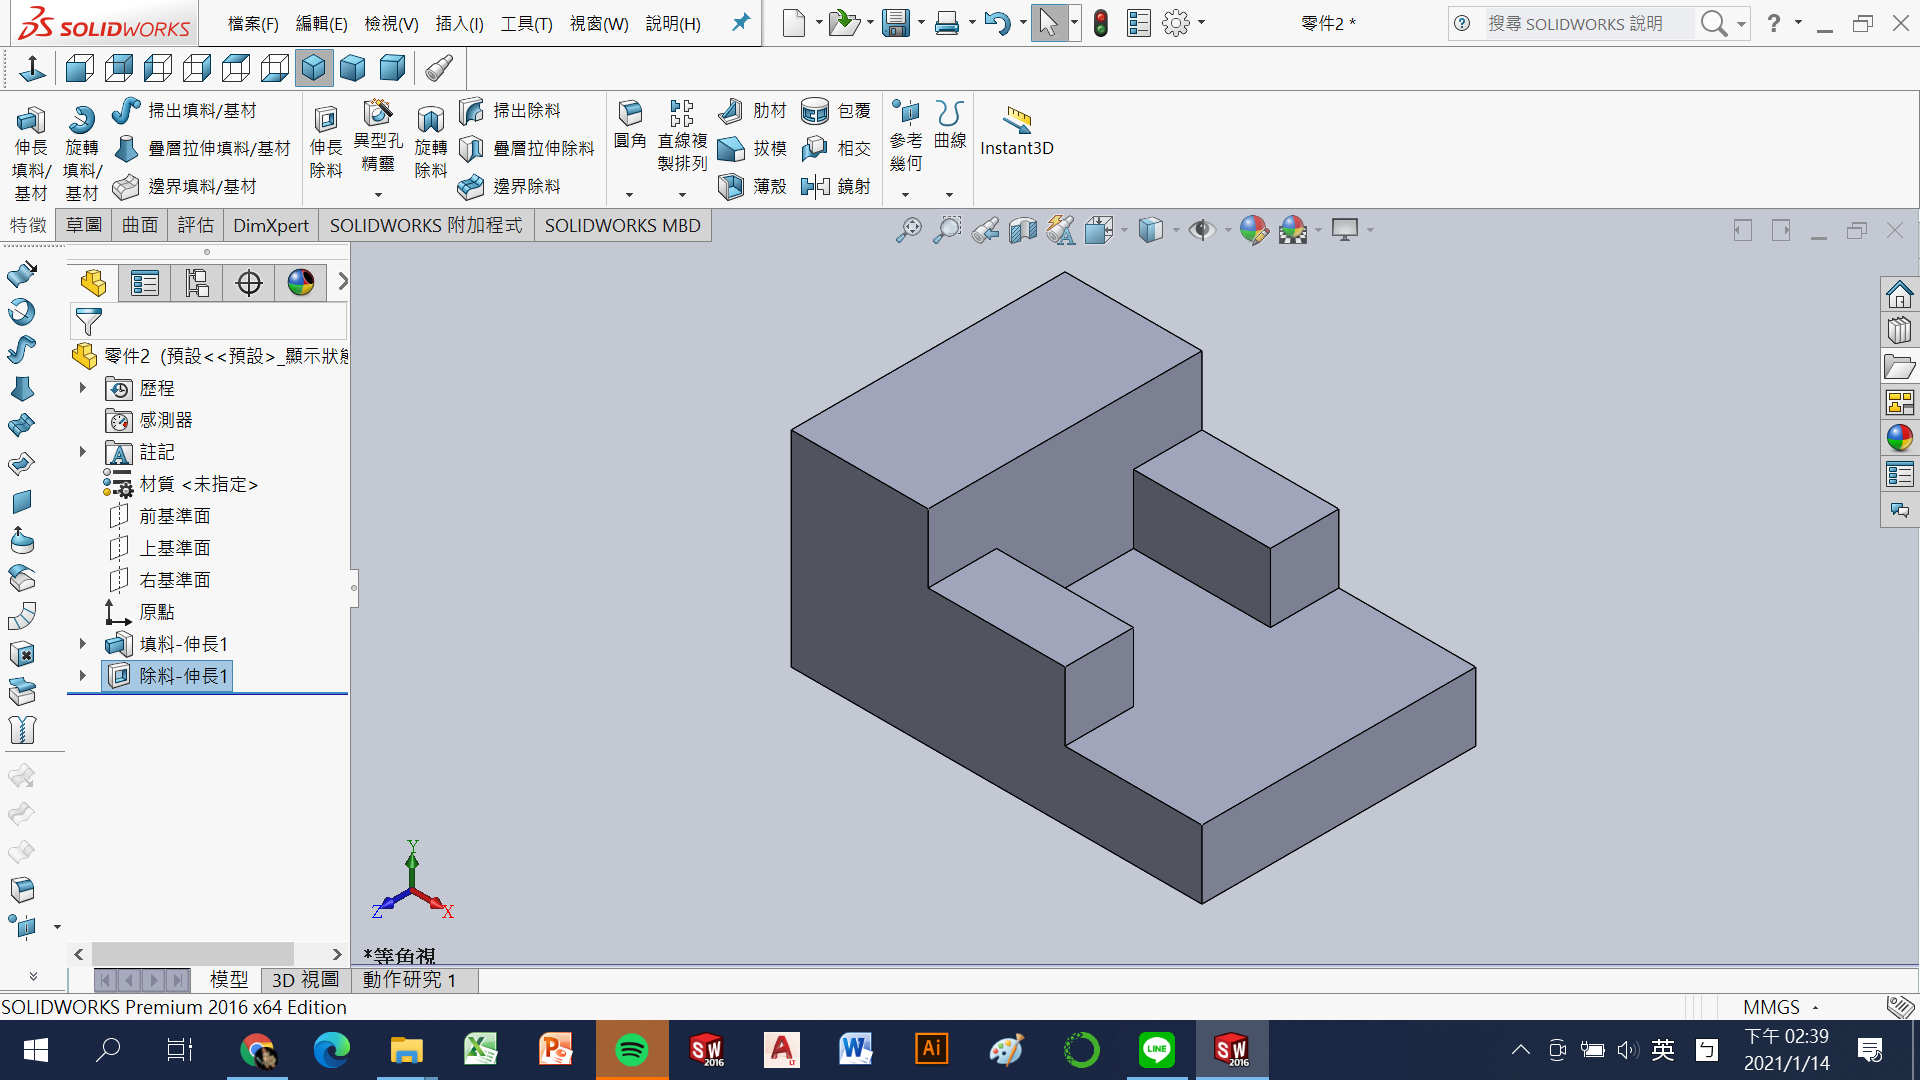 SOLIDWORKS
檔案(F) 編輯(E) 檢視(V) 插入(I) 工具(T) 視窗(W) 說明(H)
零件2 *
搜尋 SOLIDWORKS 說明
伸長填料/基材
旋轉填料/基材
掃出填料/基材
疊層拉伸填料/基材
邊界填料/基材
伸長除料
異型孔精靈
旋轉除料
掃出除料
疊層拉伸除料
邊界除料
圓角
直線複製排列
肋材
拔模
薄殼
包覆
相交
鏡射
參考幾何
曲線
Instant3D
特徵 草圖 曲面 評估 DimXpert SOLIDWORKS 附加程式 SOLIDWORKS MBD
零件2 (預設<<預設>_顯示狀態
歷程
感測器
註記
材質 <未指定>
前基準面
上基準面
右基準面
原點
填料-伸長1
除料-伸長1
Y
Z
X
*等角視
模型 3D 視圖 動作研究 1
SOLIDWORKS Premium 2016 x64 Edition
MMGS
SW 2016
Ai
LINE
SW 2016
英
下午 02:39
2021/1/14